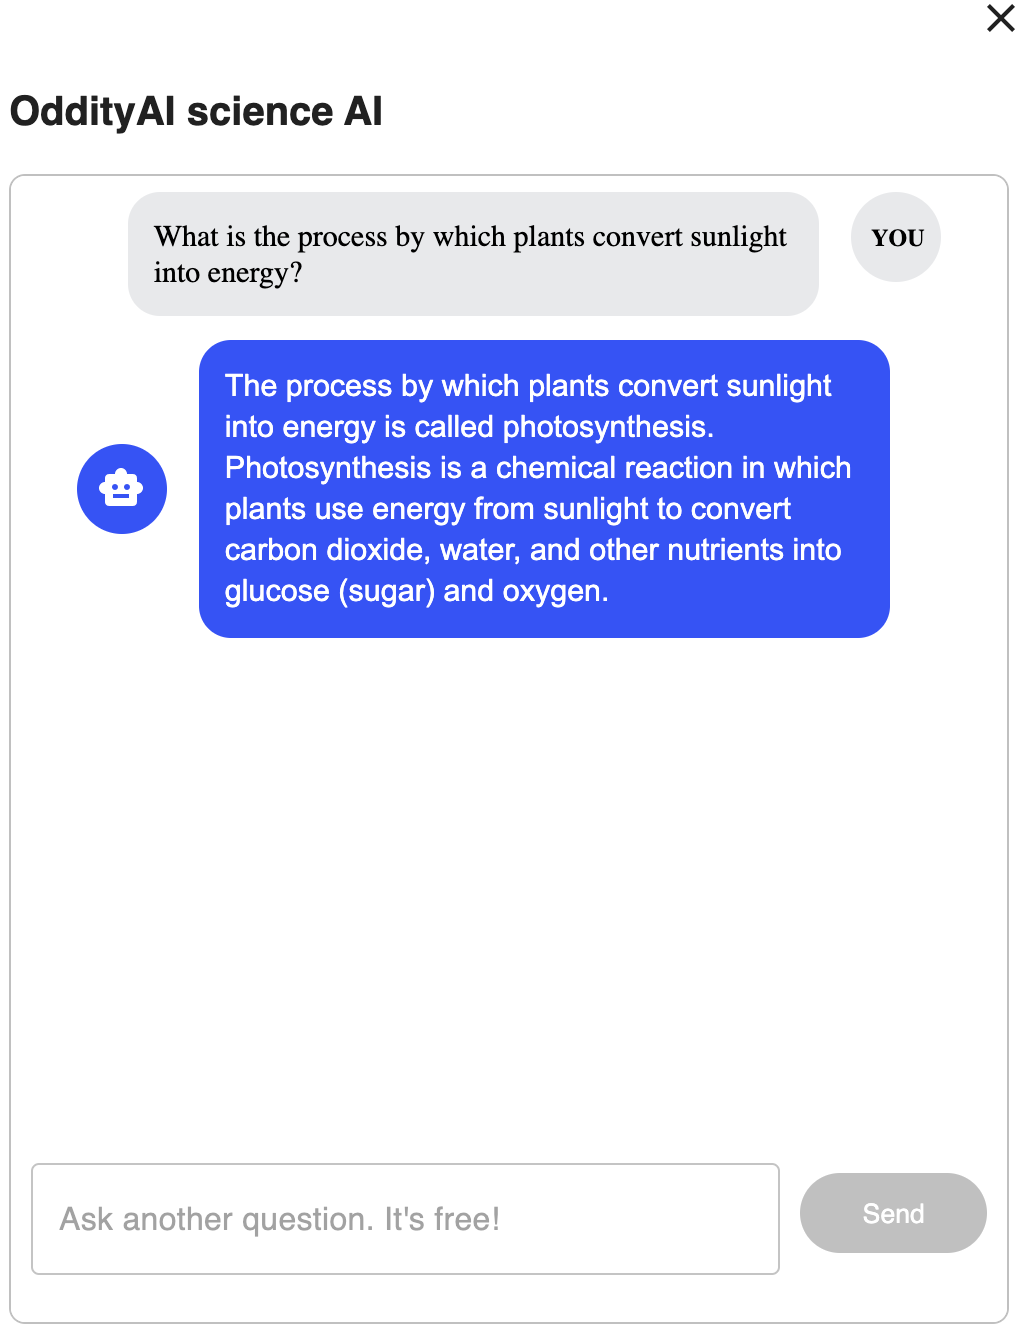 OddityAI science AI
What is the process by which plants convert sunlight
into energy?
YOU
The process by which plants convert sunlight
into energy is called photosynthesis.
Photosynthesis is a chemical reaction in which
plants use energy from sunlight to convert
carbon dioxide, water, and other nutrients into
glucose (sugar) and oxygen.
Ask another question. It's free!
Send